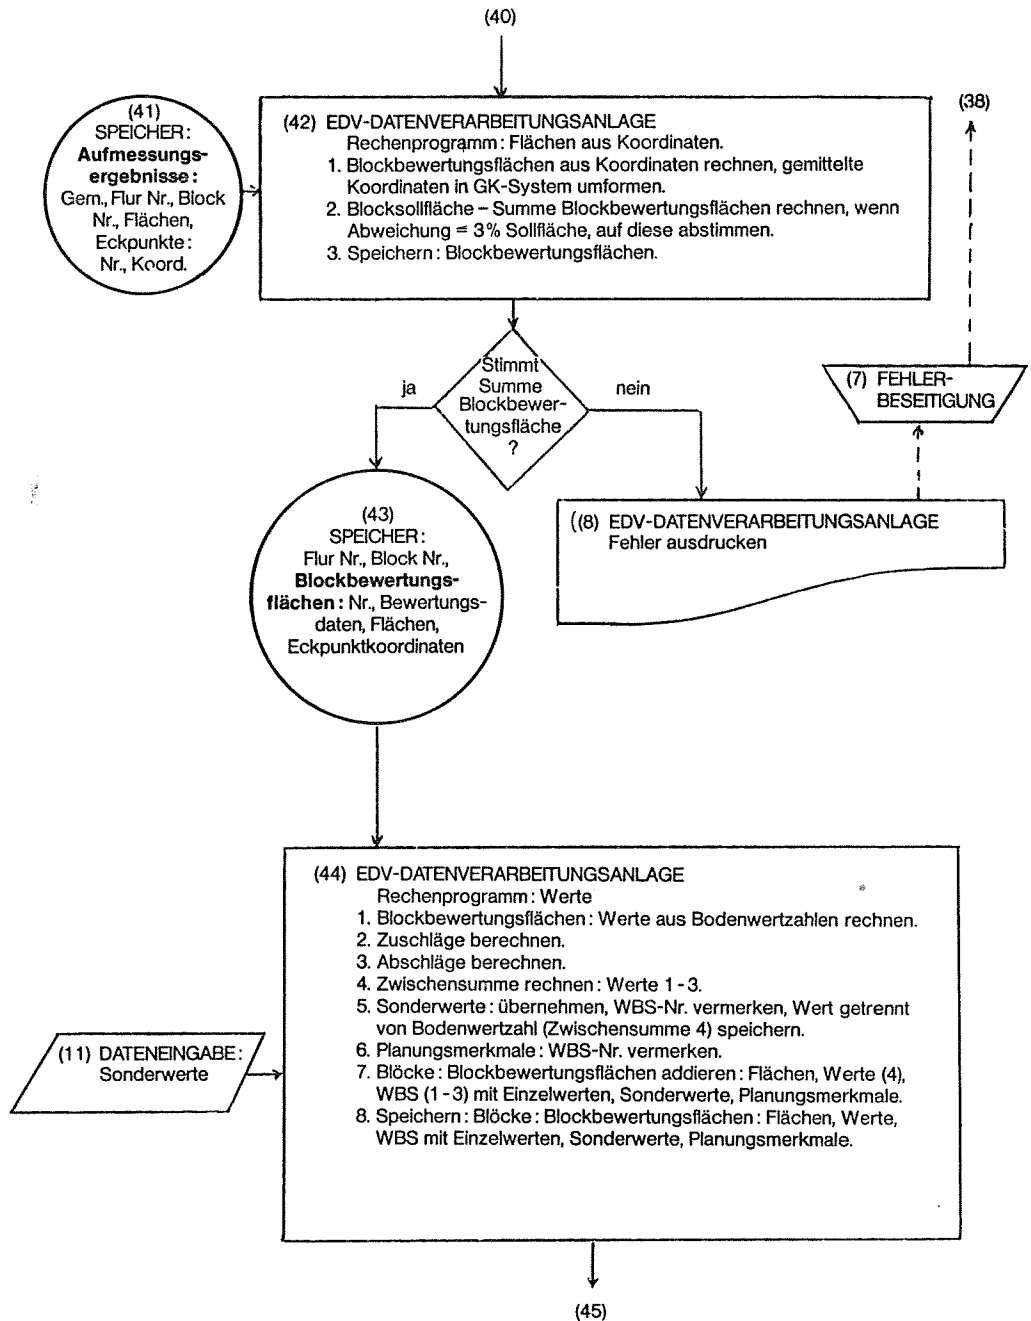 (40)
(41)
SPEICHER:
Aufmessungs-
ergebnisse:
Gem., Flur Nr., Block
Nr., Flächen,
Eckpunkte:
Nr., Koord.
(42) EDV-DATENVERARBEITUNGSANLAGE
Rechenprogramm: Flächen aus Koordinaten.
1. Blockbewertungsflächen aus Koordinaten rechnen, gemittelte
Koordinaten in GK-System umformen.
2. Blocksollfläche – Summe Blockbewertungsflächen rechnen, wenn
Abweichung = 3% Sollfläche, auf diese abstimmen.
3. Speichern: Blockbewertungsflächen.
(38)
Stimmt
Summe
Blockbewer-
tungsfläche
?
ja
nein
(7) FEHLER-
BESEITIGUNG
((8) EDV-DATENVERARBEITUNGSANLAGE
Fehler ausdrucken
(43)
SPEICHER:
Flur Nr., Block Nr.,
Blockbewertungs-
flächen: Nr., Bewertungs-
daten, Flächen,
Eckpunktkoordinaten
(44) EDV-DATENVERARBEITUNGSANLAGE
Rechenprogramm: Werte
1. Blockbewertungsflächen: Werte aus Bodenwertzahlen rechnen.
2. Zuschläge berechnen.
3. Abschläge berechnen.
4. Zwischensumme rechnen: Werte 1-3.
5. Sonderwerte: übernehmen, WBS-Nr. vermerken, Wert getrennt
von Bodenwertzahl (Zwischensumme 4) speichern.
6. Planungsmerkmale: WBS-Nr. vermerken.
7. Blöcke: Blockbewertungsflächen addieren: Flächen, Werte (4),
WBS (1-3) mit Einzelwerten, Sonderwerte, Planungsmerkmale.
8. Speichern: Blöcke: Blockbewertungsflächen: Flächen, Werte,
WBS mit Einzelwerten, Sonderwerte, Planungsmerkmale.
(11) DATENEINGABE:
Sonderwerte
(45)